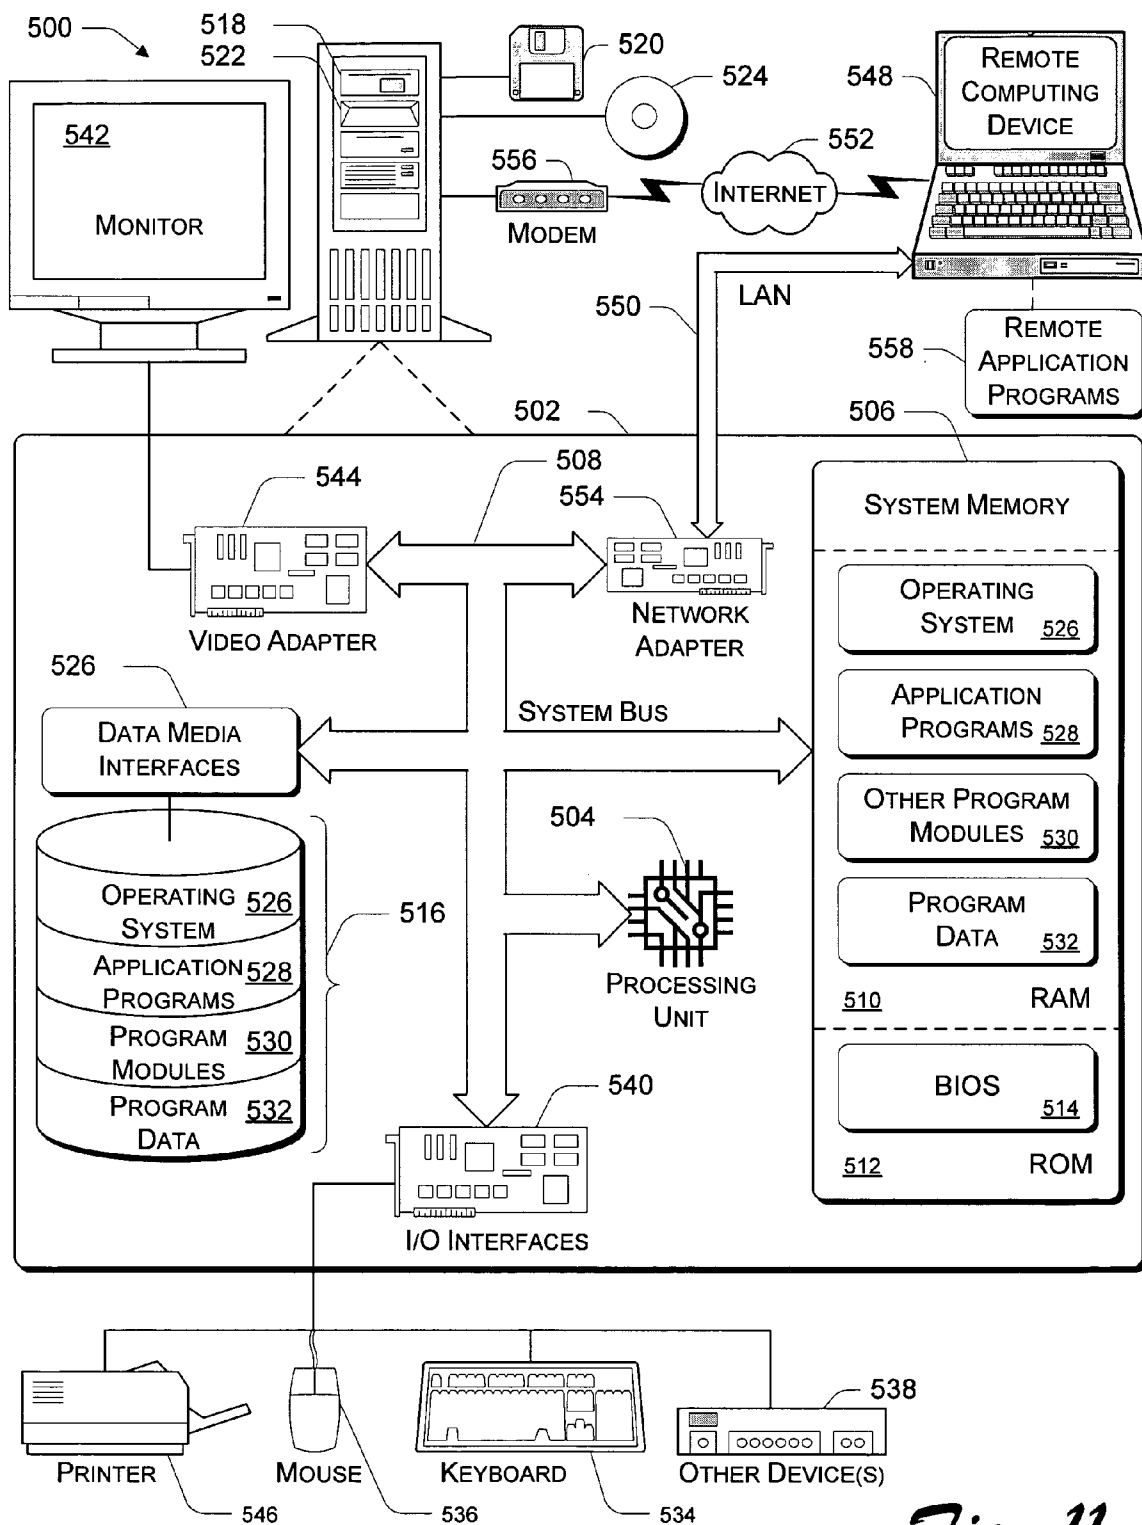 500
518
522
520
524
548
REMOTE
COMPUTING
DEVICE
542
MONITOR
556
MODEM
552
INTERNET
550
LAN
558
REMOTE
APPLICATION
PROGRAMS
502
506
544
508
554
VIDEO ADAPTER
NETWORK
ADAPTER
SYSTEM MEMORY
OPERATING
SYSTEM 526
APPLICATION
PROGRAMS 528
OTHER PROGRAM
MODULES 530
PROGRAM
DATA 532
510 RAM
BIOS
514
512 ROM
526
DATA MEDIA
INTERFACES
SYSTEM BUS
504
PROCESSING
UNIT
OPERATING 526
SYSTEM
APPLICATION 528
PROGRAMS
PROGRAM 530
MODULES
PROGRAM 532
DATA
516
540
I/O INTERFACES
PRINTER
546
MOUSE
536
KEYBOARD
534
538
OTHER DEVICE(S)
Fig. 11